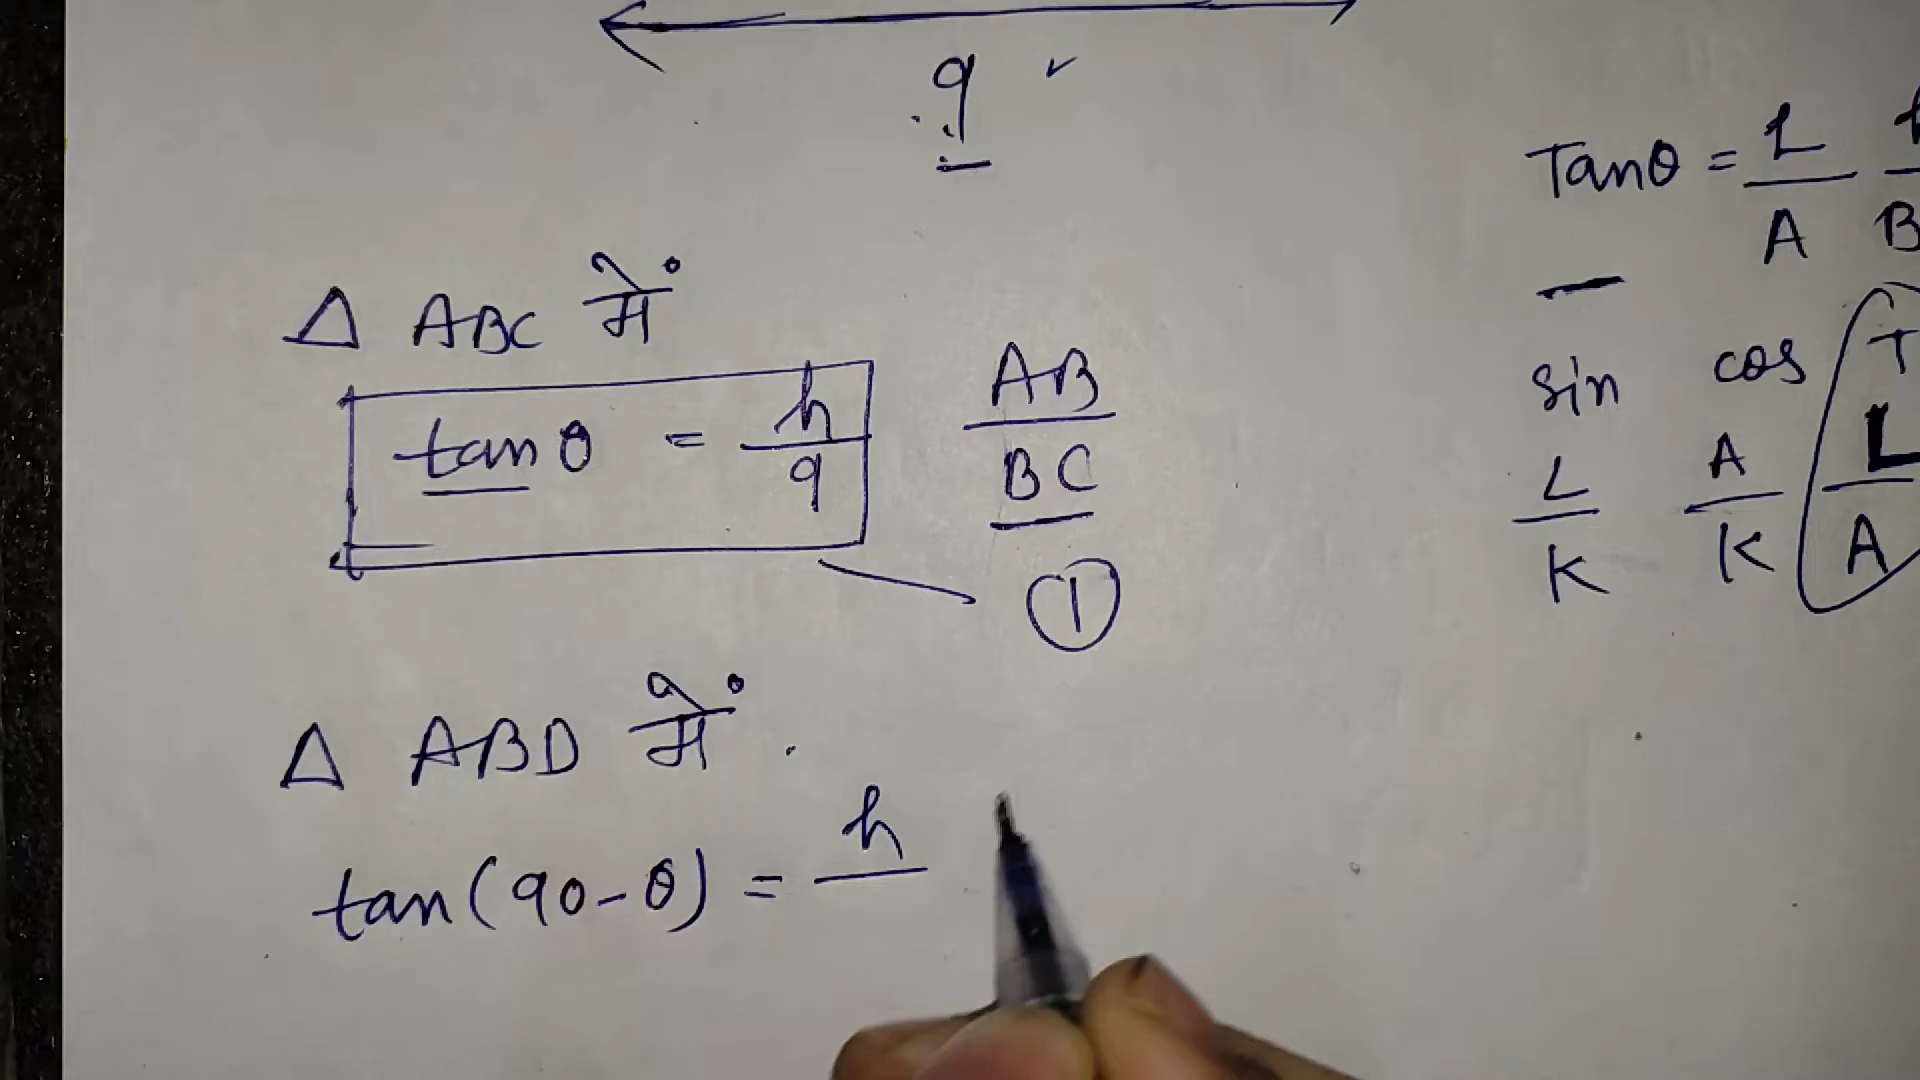 9
Δ ABC में
tanθ = h/9 AB/BC
①
Δ ABD में .
tan(90-θ) = h
Tanθ = L/A
B
sin cos T
L/K A/K L/A